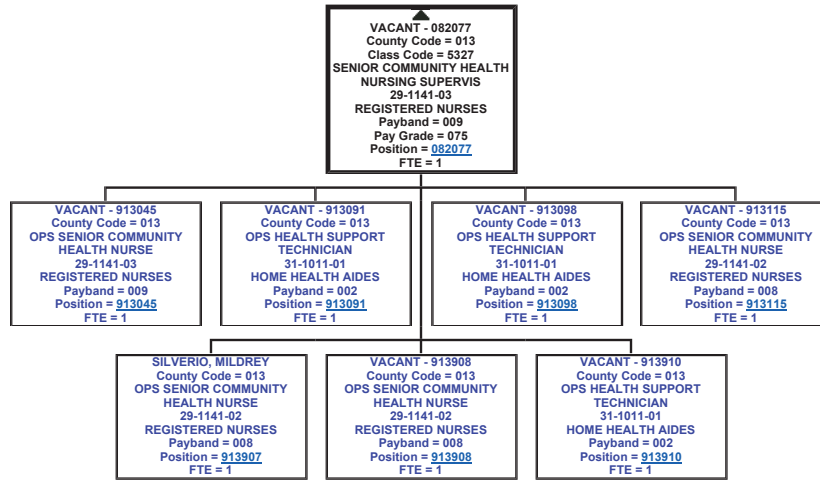 VACANT - 082077
County Code = 013
Class Code = 5327
SENIOR COMMUNITY HEALTH
NURSING SUPERVIS
29-1141-03
REGISTERED NURSES
Payband = 009
Pay Grade = 075
Position = 082077
FTE = 1
VACANT - 913045
County Code = 013
OPS SENIOR COMMUNITY
HEALTH NURSE
29-1141-03
REGISTERED NURSES
Payband = 009
Position = 913045
FTE = 1
VACANT - 913091
County Code = 013
OPS HEALTH SUPPORT
TECHNICIAN
31-1011-01
HOME HEALTH AIDES
Payband = 002
Position = 913091
FTE = 1
VACANT - 913098
County Code = 013
OPS HEALTH SUPPORT
TECHNICIAN
31-1011-01
HOME HEALTH AIDES
Payband = 002
Position = 913098
FTE = 1
VACANT - 913115
County Code = 013
OPS SENIOR COMMUNITY
HEALTH NURSE
29-1141-02
REGISTERED NURSES
Payband = 008
Position = 913115
FTE = 1
SILVERIO, MILDREY
County Code = 013
OPS SENIOR COMMUNITY
HEALTH NURSE
29-1141-02
REGISTERED NURSES
Payband = 008
Position = 913907
FTE = 1
VACANT - 913908
County Code = 013
OPS SENIOR COMMUNITY
HEALTH NURSE
29-1141-02
REGISTERED NURSES
Payband = 008
Position = 913908
FTE = 1
VACANT - 913910
County Code = 013
OPS HEALTH SUPPORT
TECHNICIAN
31-1011-01
HOME HEALTH AIDES
Payband = 002
Position = 913910
FTE = 1